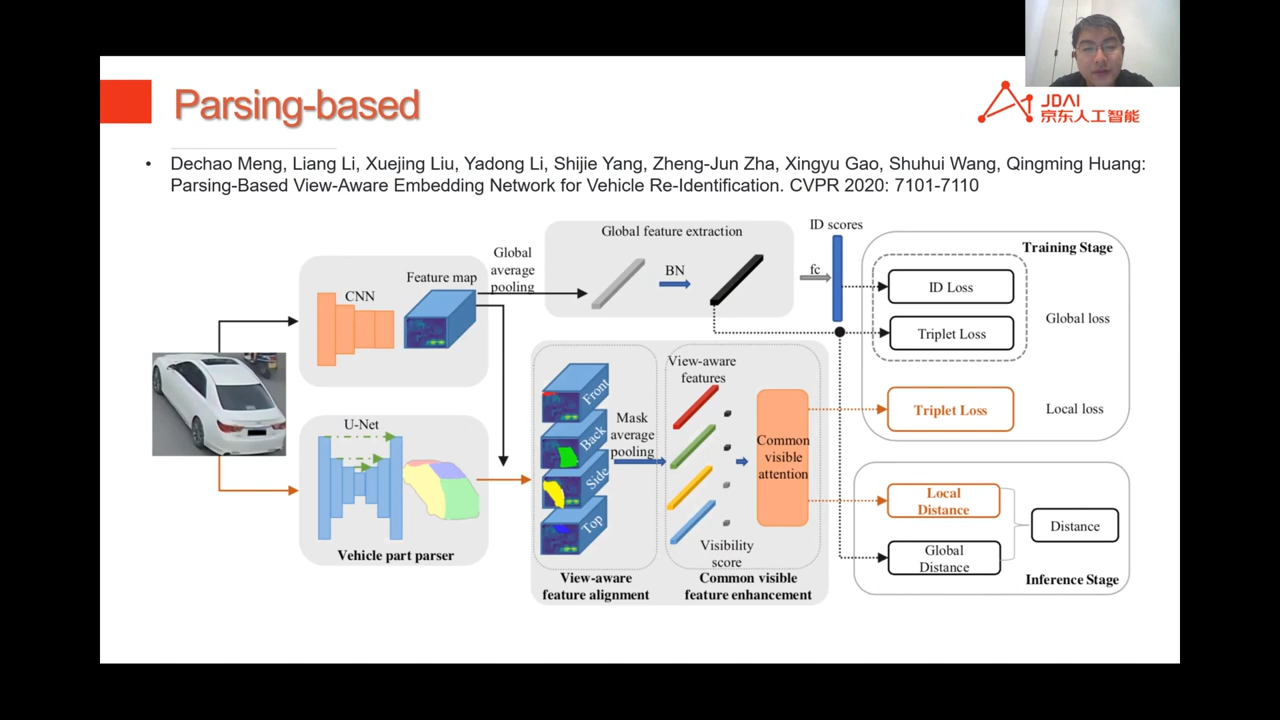 Parsing-based
JDAI
京东人工智能
• Dechao Meng, Liang Li, Xuejing Liu, Yadong Li, Shijie Yang, Zheng-Jun Zha, Xingyu Gao, Shuhui Wang, Qingming Huang:
Parsing-Based View-Aware Embedding Network for Vehicle Re-Identification. CVPR 2020: 7101-7110
Global feature extraction
ID scores
Training Stage
Global
average
pooling
Feature map
CNN
BN
fc
ID Loss
Global loss
Triplet Loss
View-aware
features
Front
Back
Side
Top
Mask
average
pooling
Common
visible
attention
Triplet Loss
Local loss
U-Net
Vehicle part parser
Visibility
score
View-aware
feature alignment
Common visible
feature enhancement
Local
Distance
Distance
Global
Distance
Inference Stage